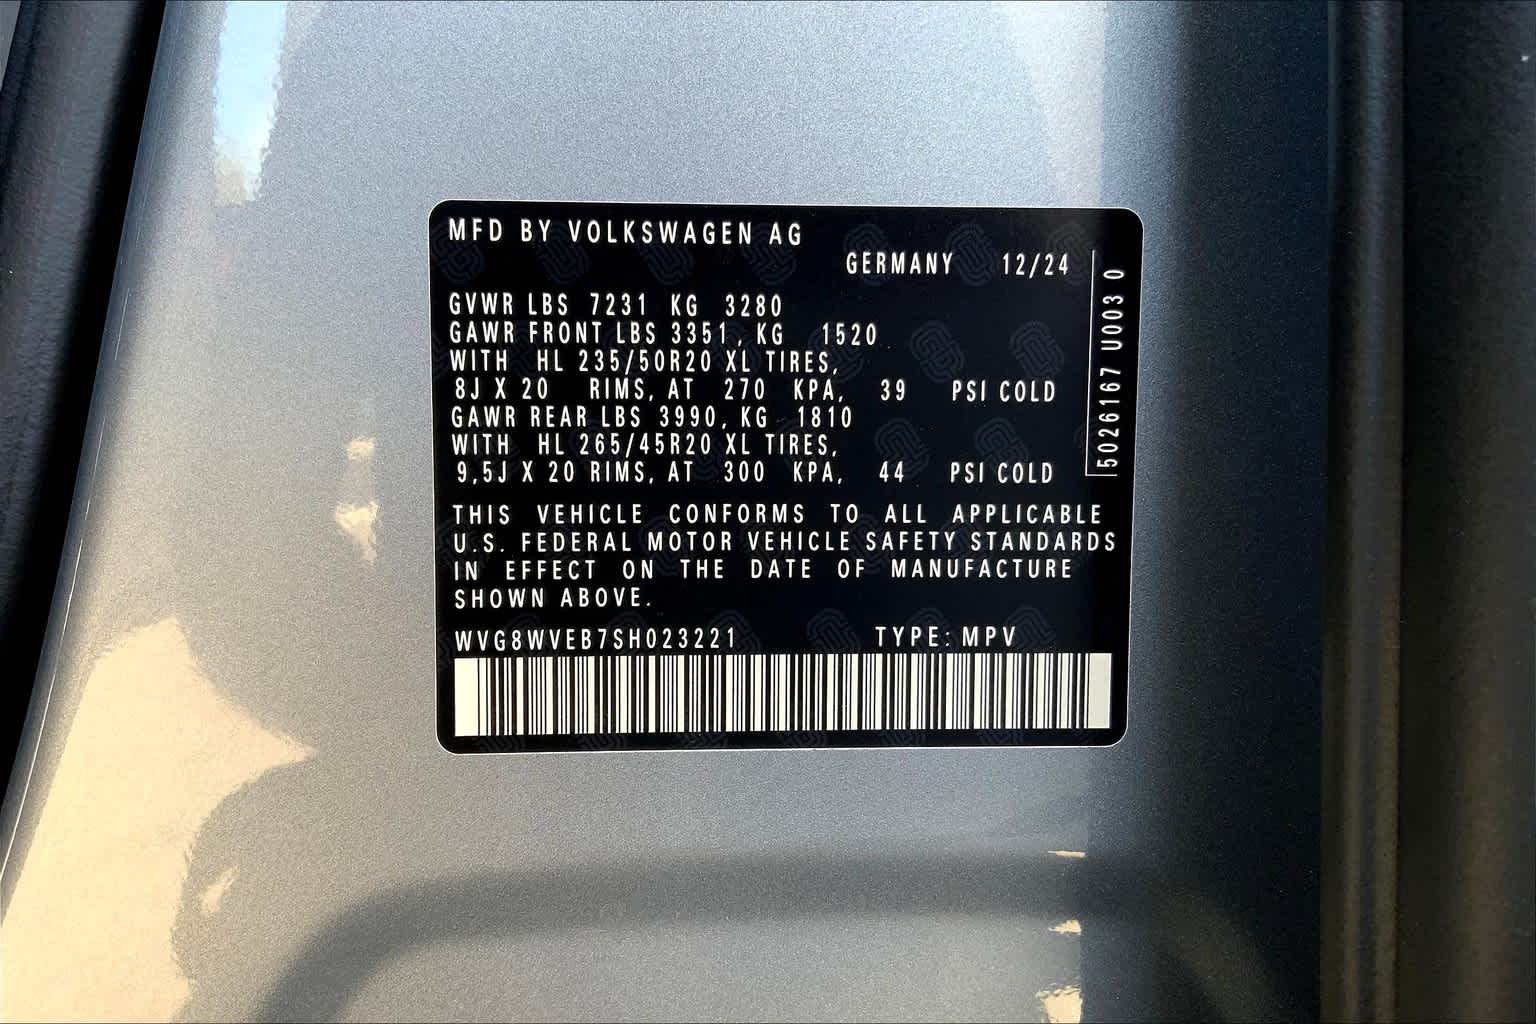 MFD BY VOLKSWAGEN AG
GERMANY 12/24
GVWR LBS 7231 KG 3280
GAWR FRONT LBS 3351, KG 1520
WITH HL 235/50R20 XL TIRES,
8J X 20 RIMS, AT 270 KPA, 39 PSI COLD
GAWR REAR LBS 3990, KG 1810
WITH HL 265/45R20 XL TIRES,
9,5J X 20 RIMS, AT 300 KPA, 44 PSI COLD
THIS VEHICLE CONFORMS TO ALL APPLICABLE
U.S. FEDERAL MOTOR VEHICLE SAFETY STANDARDS
IN EFFECT ON THE DATE OF MANUFACTURE
SHOWN ABOVE.
WVG8WVEB7SH023221 TYPE: MPV
5026167 U003 0